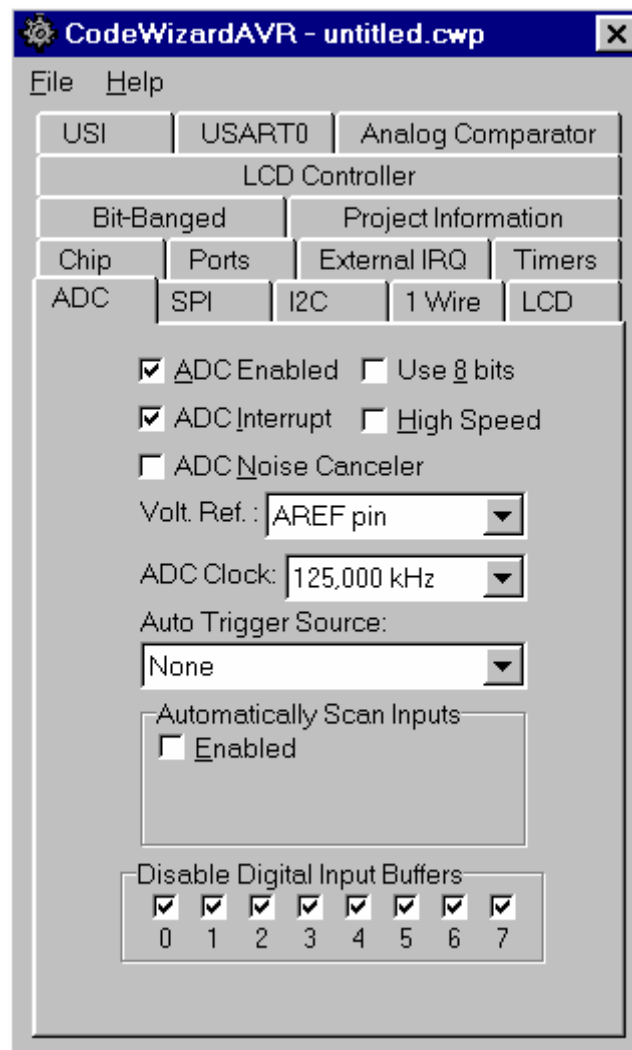 CodeWizardAVR - untitled.cwp
File Help
USI USART0 Analog Comparator
LCD Controller
Bit-Banged Project Information
Chip Ports External IRQ Timers
ADC SPI I2C 1 Wire LCD
ADC Enabled Use 8 bits
ADC Interrupt High Speed
ADC Noise Canceler
Volt. Ref. : AREF pin
ADC Clock: 125,000 kHz
Auto Trigger Source:
None
Automatically Scan Inputs
Enabled
Disable Digital Input Buffers
0 1 2 3 4 5 6 7